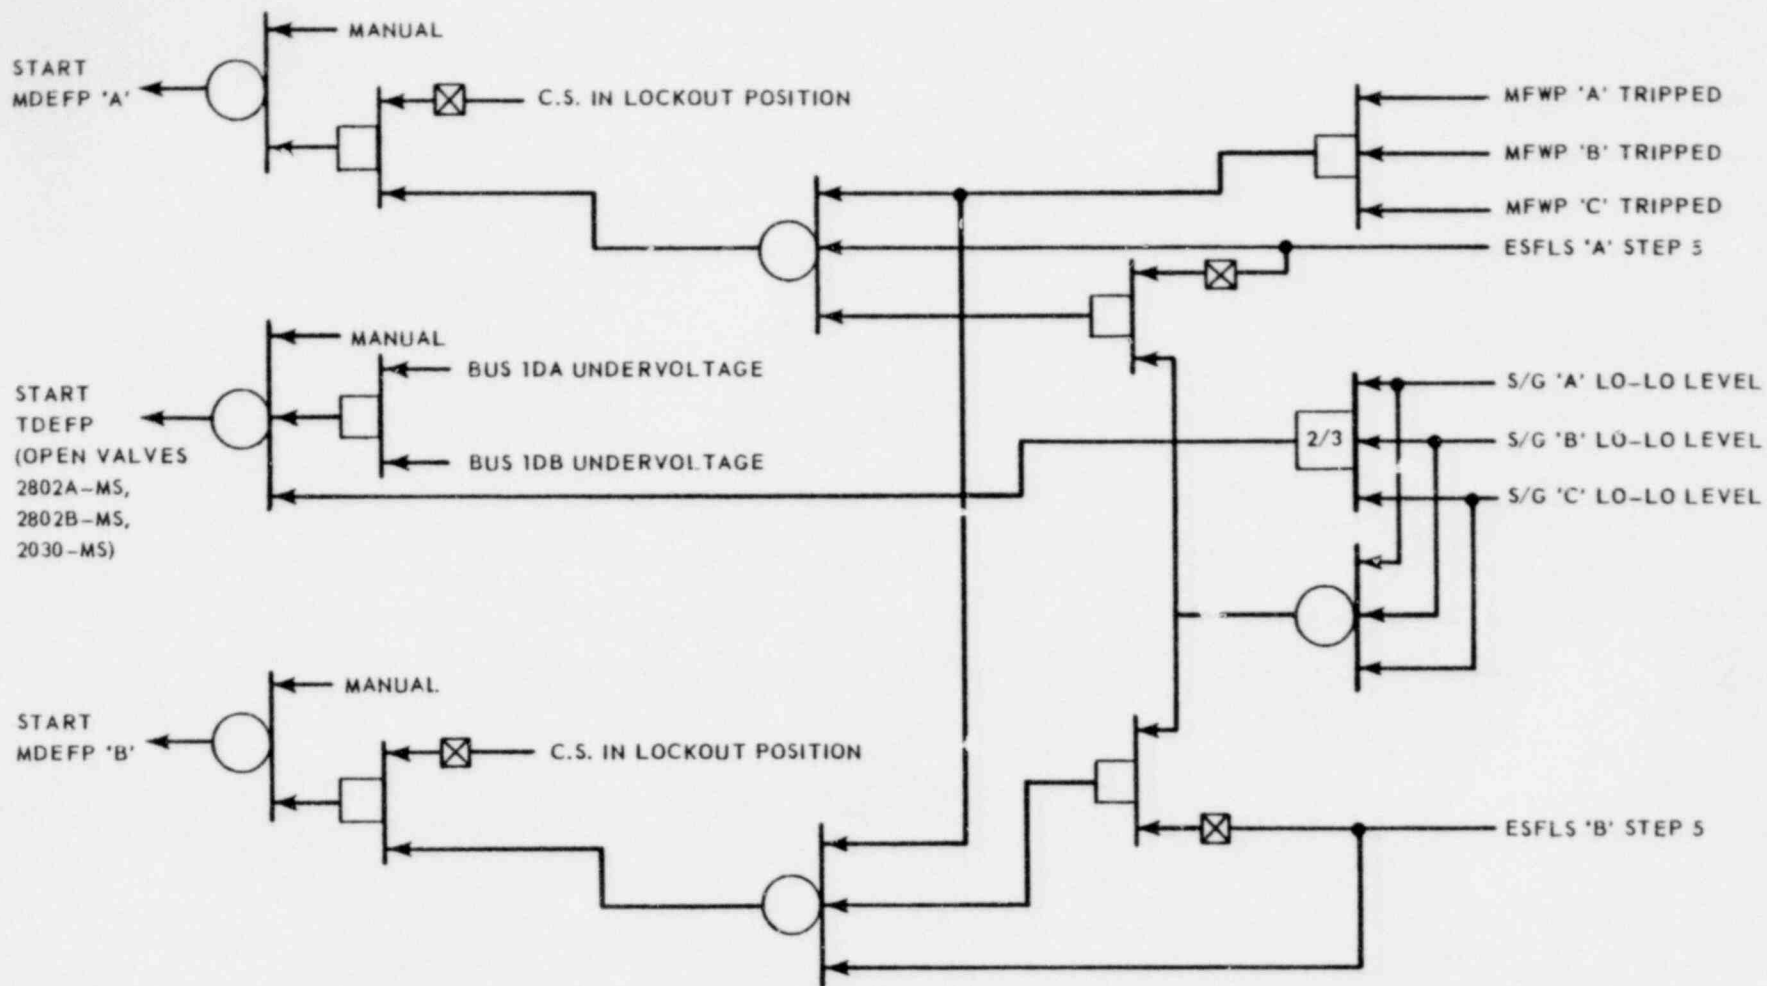 MANUAL
START
MDEFP 'A'
C.S. IN LOCKOUT POSITION
MFWP 'A' TRIPPED
MFWP 'B' TRIPPED
MFWP 'C' TRIPPED
ESFLS 'A' STEP 5
MANUAL
BUS 1DA UNDERVOLTAGE
START
TDEFP
(OPEN VALVES
2802A-MS,
2802B-MS,
2030-MS)
BUS 1DB UNDERVOLTAGE
S/G 'A' LO-LO LEVEL
2/3
S/G 'B' LO-LO LEVEL
S/G 'C' LO-LO LEVEL
MANUAL
START
MDEFP 'B'
C.S. IN LOCKOUT POSITION
ESFLS 'B' STEP 5